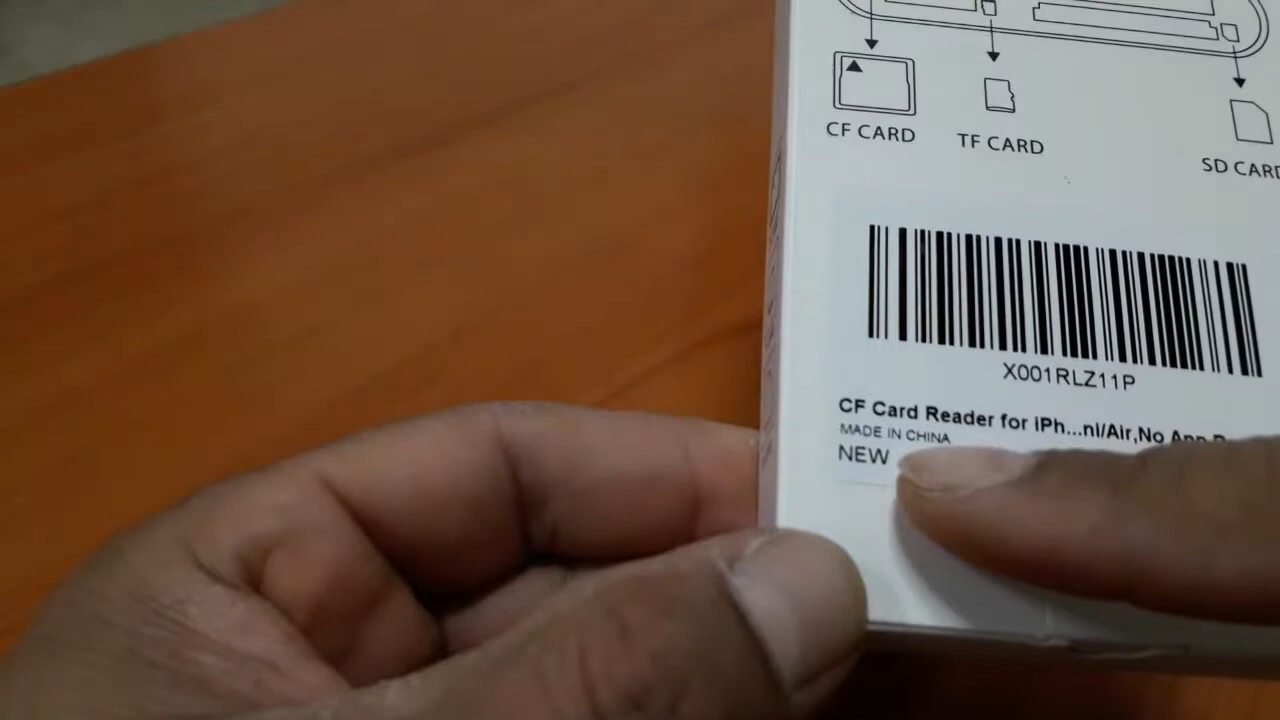 CF CARD
TF CARD
SD CARD
X001RLZ11P
CF Card Reader for iPh...ni/Air,No App
MADE IN CHINA
NEW